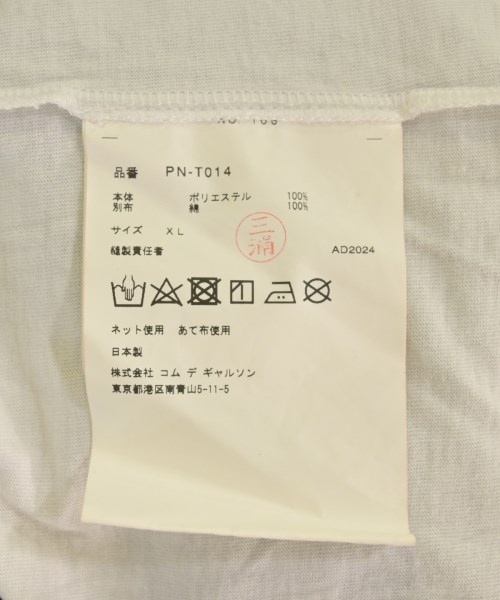 品番 PN-T014
本体 ポリエステル 100%
別布 綿 100%
サイズ XL
縫製責任者
AD2024
ネット使用 あて布使用
日本製
株式会社 コム デ ギャルソン
東京都港区南青山5-11-5